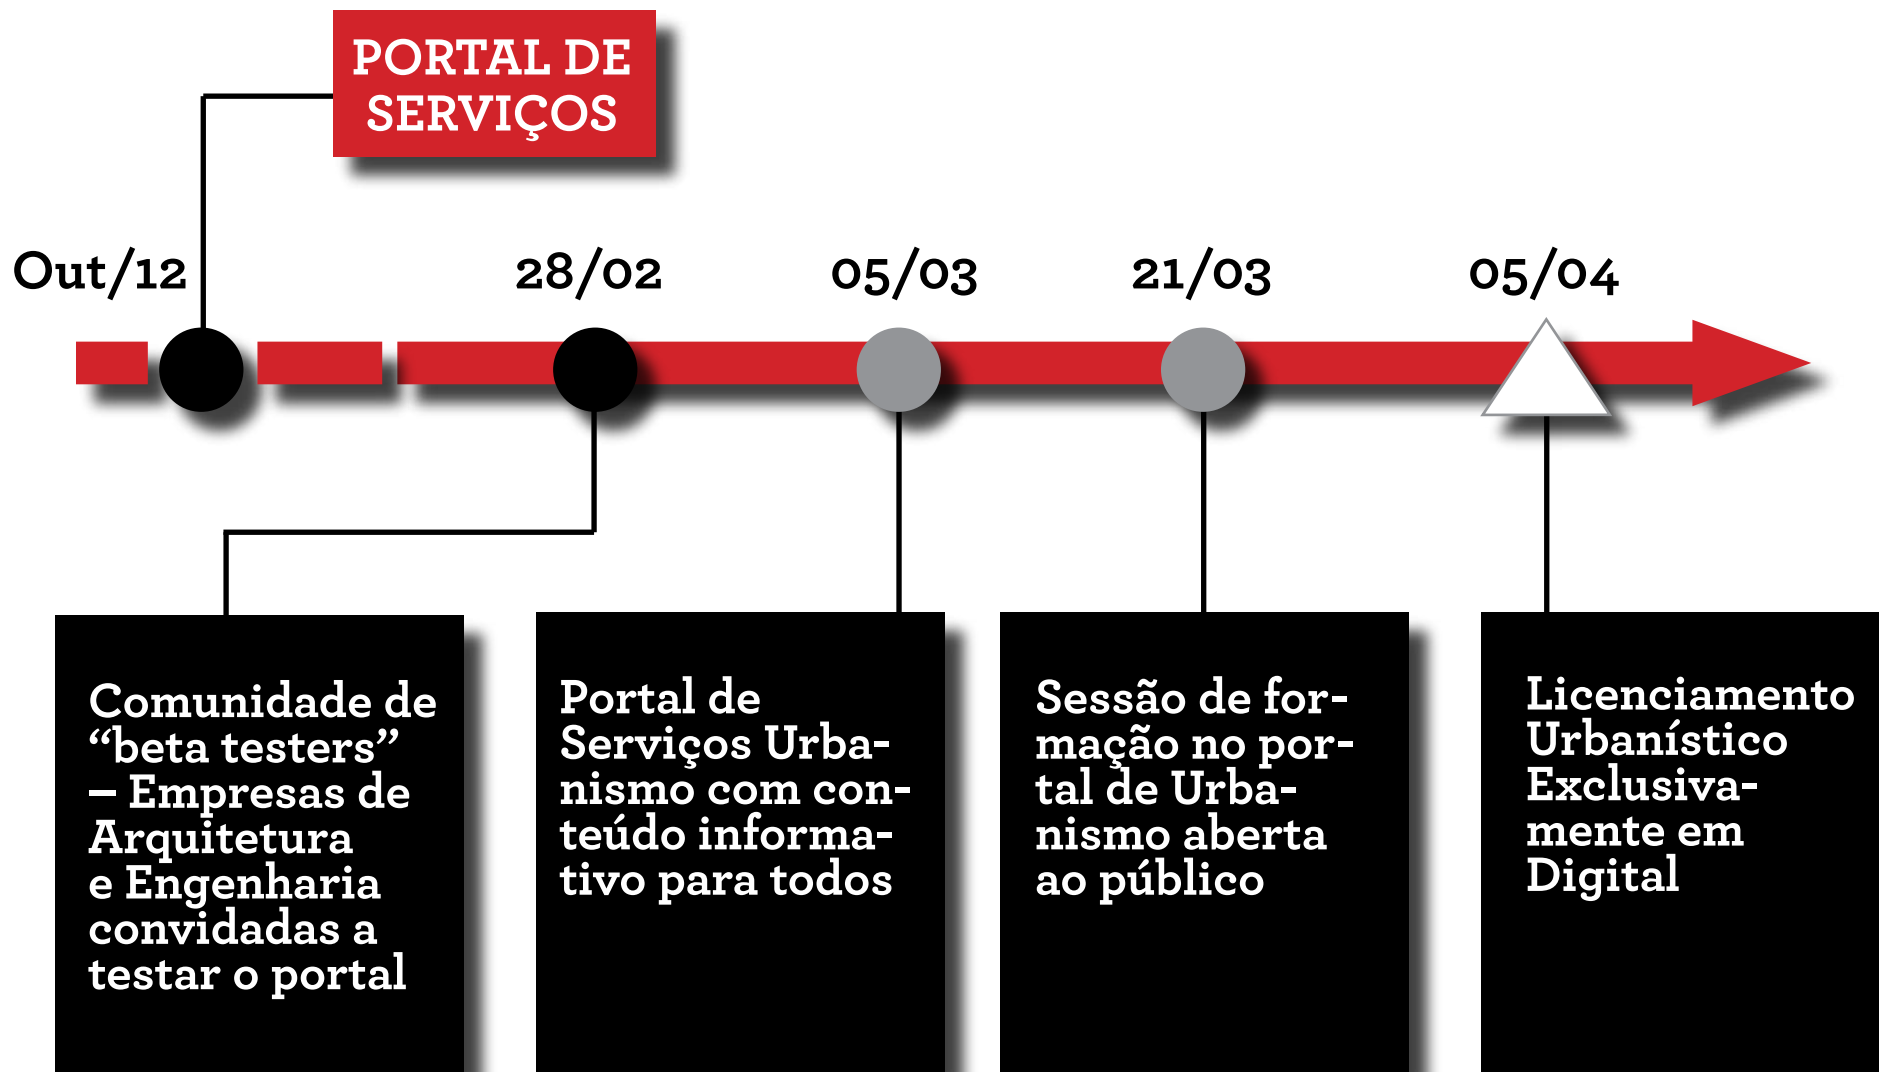 PORTAL DE
SERVIÇOS
Out/12
28/02
05/03
21/03
05/04
Comunidade de
“beta testers”
– Empresas de
Arquitetura
e Engenharia
convidadas a
testar o portal
Portal de
Serviços Urba-
nismo com con-
teúdo informa-
tivo para todos
Sessão de for-
mação no por-
tal de Urba-
nismo aberta
ao público
Licenciamento
Urbanístico
Exclusiva-
mente em
Digital